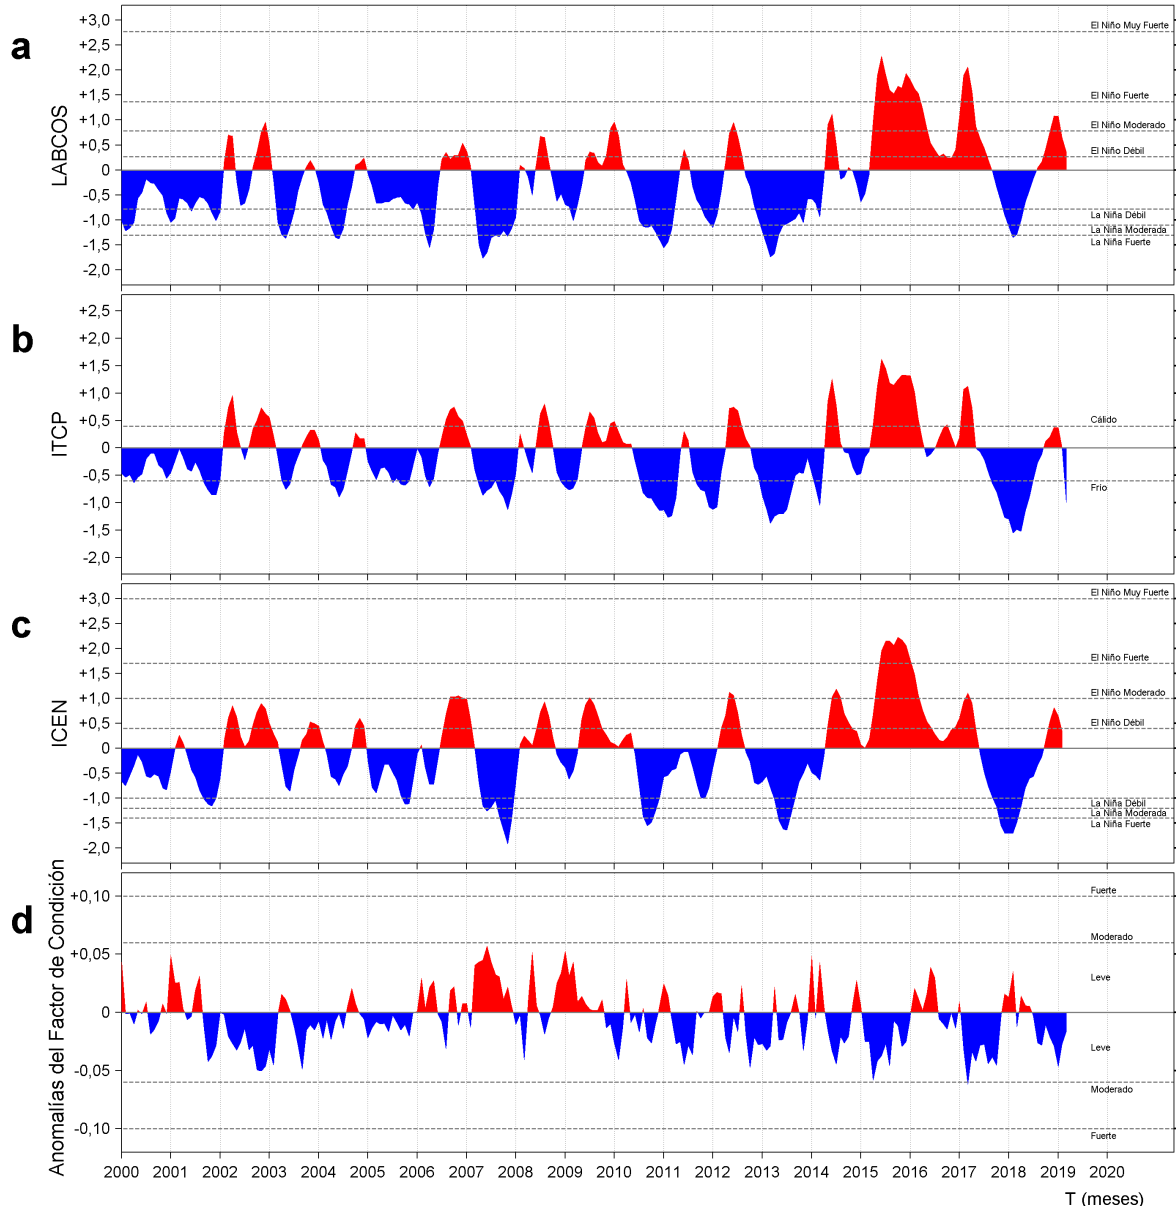 a
LABCOS
+3,0
+2,5
+2,0
+1,5
+1,0
+0,5
0
-0,5
-1,0
-1,5
-2,0
El Niño Muy Fuerte
El Niño Fuerte
El Niño Moderado
El Niño Débil
La Niña Débil
La Niña Moderada
La Niña Fuerte
b
ITCP
+2,5
+2,0
+1,5
+1,0
+0,5
0
-0,5
-1,0
-1,5
-2,0
Cálido
Frío
c
ICEN
+3,0
+2,5
+2,0
+1,5
+1,0
+0,5
0
-0,5
-1,0
-1,5
-2,0
El Niño Muy Fuerte
El Niño Fuerte
El Niño Moderado
El Niño Débil
La Niña Débil
La Niña Moderada
La Niña Fuerte
d
Anomalías del Factor de Condición
+0,10
+0,05
0
-0,05
-0,10
Fuerte
Moderado
Leve
Leve
Moderado
Fuerte
2000 2001 2002 2003 2004 2005 2006 2007 2008 2009 2010 2011 2012 2013 2014 2015 2016 2017 2018 2019 2020
T (meses)